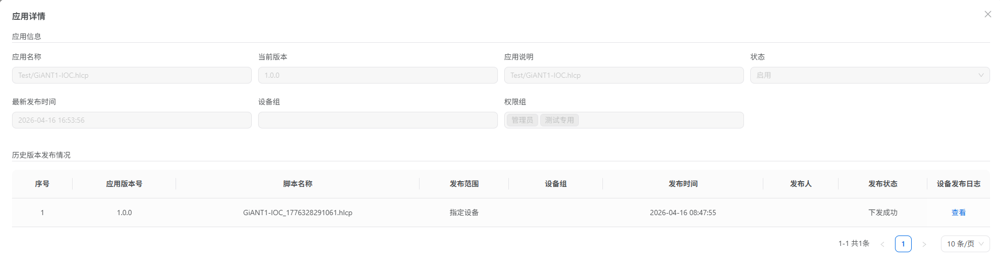 应用详情
应用信息
应用名称 当前版本 应用说明 状态
Test/GiANT1-IOC.hlcp 1.0.0 Test/GiANT1-IOC.hlcp 启用
最新发布时间 设备组 权限组
2026-04-16 16:53:56 管理员 测试专用
历史版本发布情况
序号 应用版本号 脚本名称 发布范围 设备组 发布时间 发布人 发布状态 设备发布日志
1 1.0.0 GiANT1-IOC_1776328291061.hlcp 指定设备 2026-04-16 08:47:55 下发成功 查看
1-1 共1条 < 1 > 10 条/页